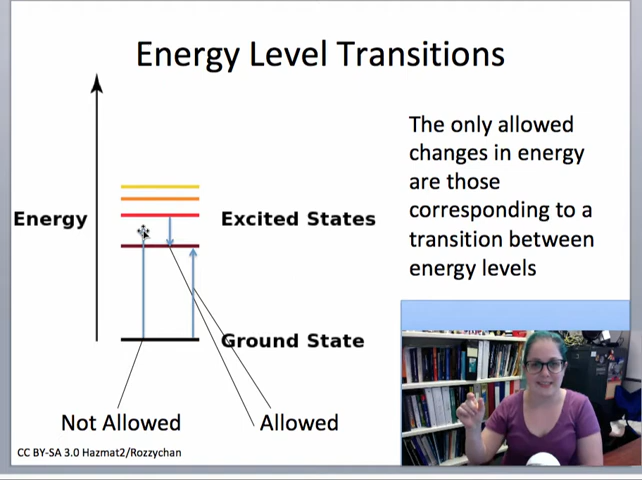 Energy Level Transitions
The only allowed
changes in energy
are those
corresponding to a
transition between
energy levels
Energy
Excited States
Ground State
Not Allowed
Allowed
CC BY-SA 3.0 Hazmat2/Rozzychan